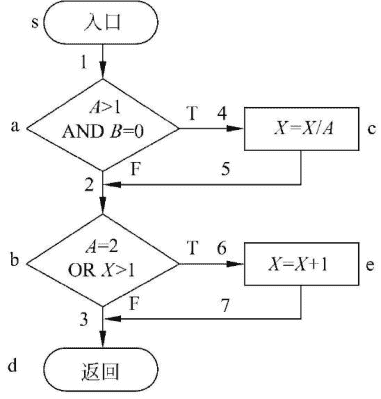 s 入口
1
a A>1 AND B=0 T 4 X=X/A c
F 5
2
b A=2 OR X>1 T 6 X=X+1 e
F 7
3
d 返回